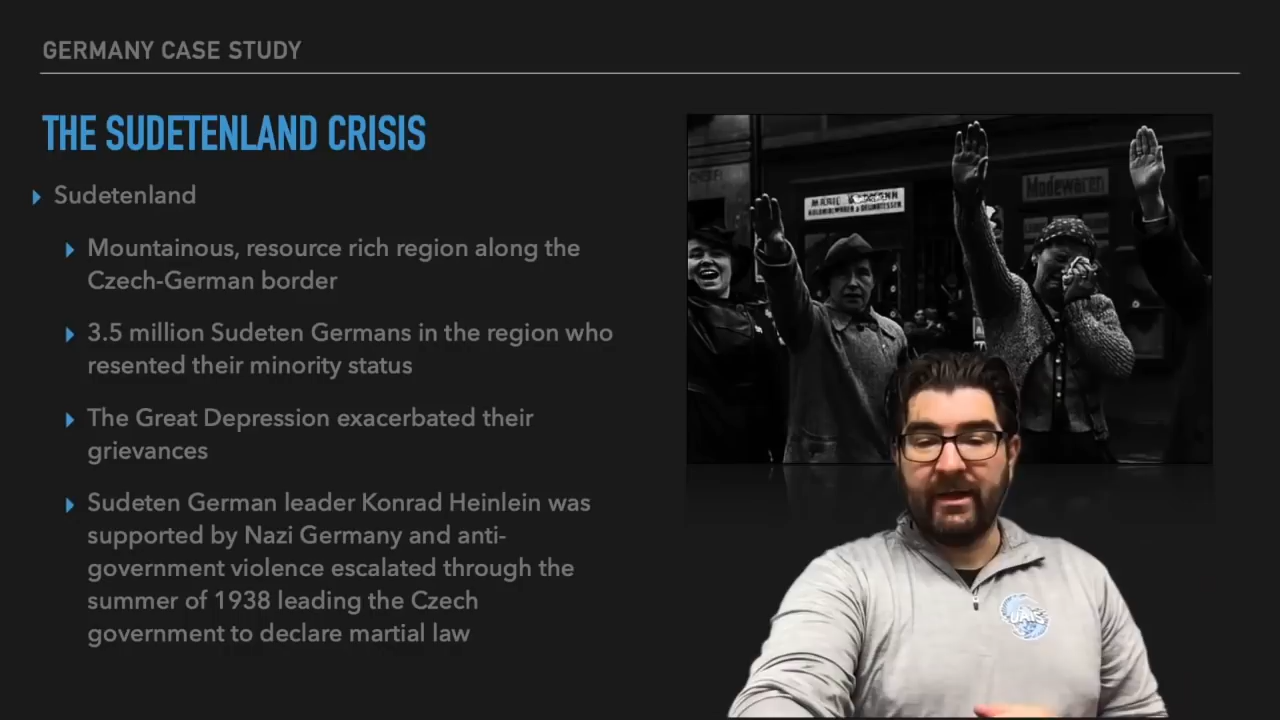 GERMANY CASE STUDY
THE SUDETENLAND CRISIS
Sudetenland
Mountainous, resource rich region along the
Czech-German border
3.5 million Sudeten Germans in the region who
resented their minority status
The Great Depression exacerbated their
grievances
Sudeten German leader Konrad Heinlein was
supported by Nazi Germany and anti-
government violence escalated through the
summer of 1938 leading the Czech
government to declare martial law
Modewaren
UAIS